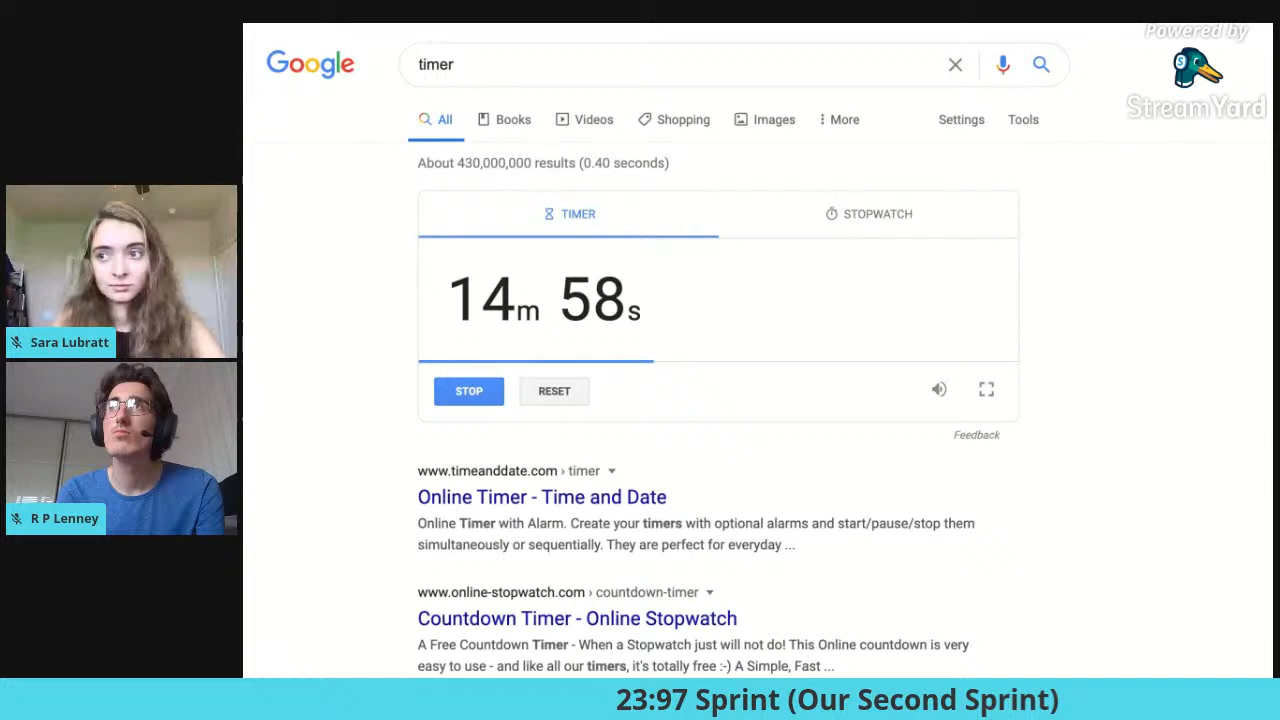 Powered by
StreamYard
Google
timer
All
Books
Videos
Shopping
Images
More
Settings
Tools
About 430,000,000 results (0.40 seconds)
TIMER
STOPWATCH
14m 58s
STOP
RESET
Feedback
www.timeanddate.com › timer
Online Timer - Time and Date
Online Timer with Alarm. Create your timers with optional alarms and start/pause/stop them
simultaneously or sequentially. They are perfect for everyday ...
www.online-stopwatch.com › countdown-timer
Countdown Timer - Online Stopwatch
A Free Countdown Timer - When a Stopwatch just will not do! This Online countdown is very
easy to use - and like all our timers, it's totally free :-) A Simple, Fast ...
Sara Lubratt
R P Lenney
23:97 Sprint (Our Second Sprint)